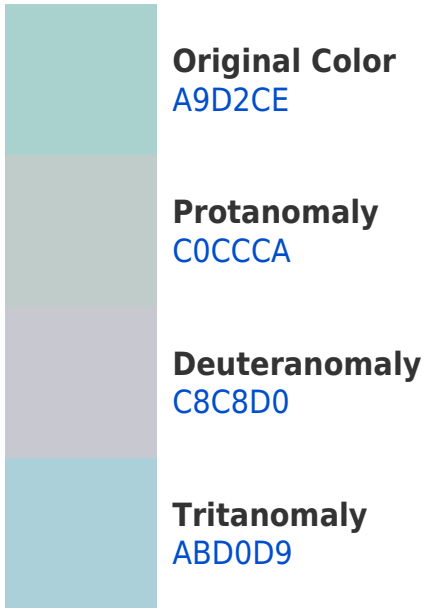 Original Color
A9D2CE
Protanomaly
C0CCCA
Deuteranomaly
C8C8D0
Tritanomaly
ABD0D9